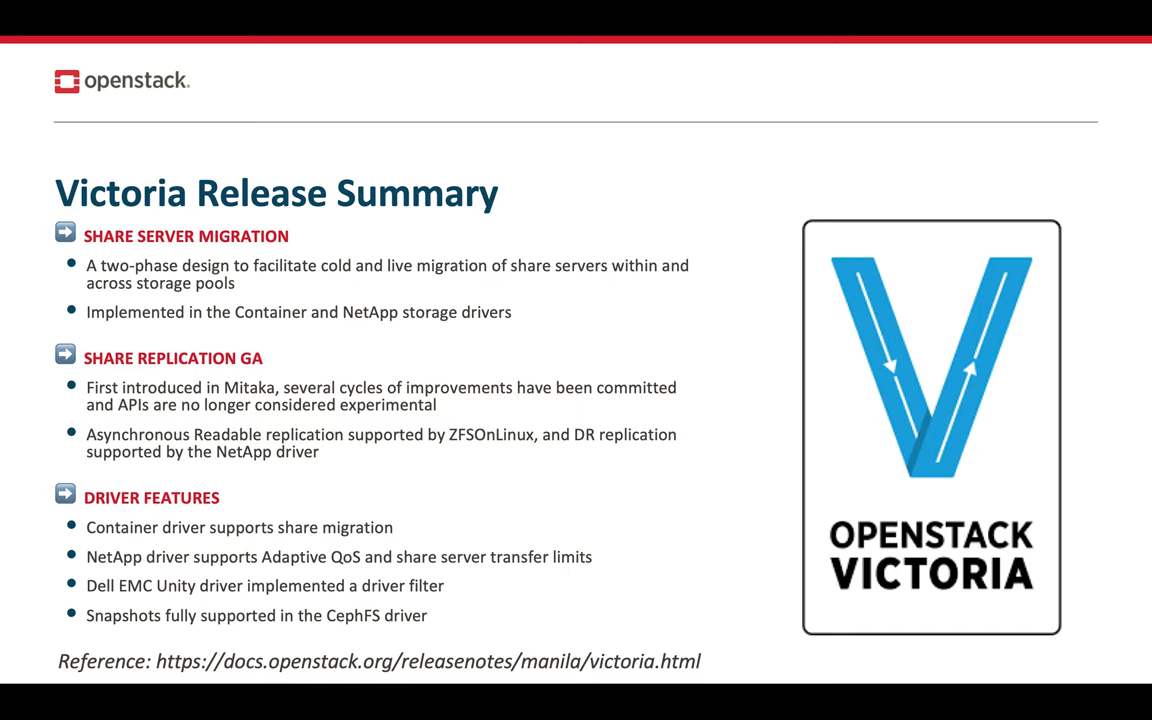 openstack.
Victoria Release Summary
SHARE SERVER MIGRATION
A two-phase design to facilitate cold and live migration of share servers within and
across storage pools
Implemented in the Container and NetApp storage drivers
SHARE REPLICATION GA
First introduced in Mitaka, several cycles of improvements have been committed
and APIs are no longer considered experimental
Asynchronous Readable replication supported by ZFSOnLinux, and DR replication
supported by the NetApp driver
DRIVER FEATURES
Container driver supports share migration
NetApp driver supports Adaptive QoS and share server transfer limits
Dell EMC Unity driver implemented a driver filter
Snapshots fully supported in the CephFS driver
Reference: https://docs.openstack.org/releasenotes/manila/victoria.html
OPENSTACK
VICTORIA